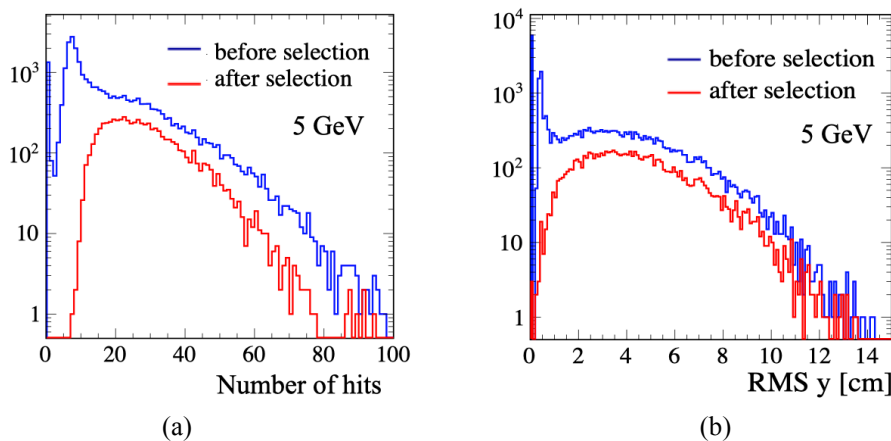 10³
10²
10
1
before selection
after selection
5 GeV
0 20 40 60 80 100
Number of hits
(a)
10⁴
10³
10²
10
1
before selection
after selection
5 GeV
0 2 4 6 8 10 12 14
RMS y [cm]
(b)